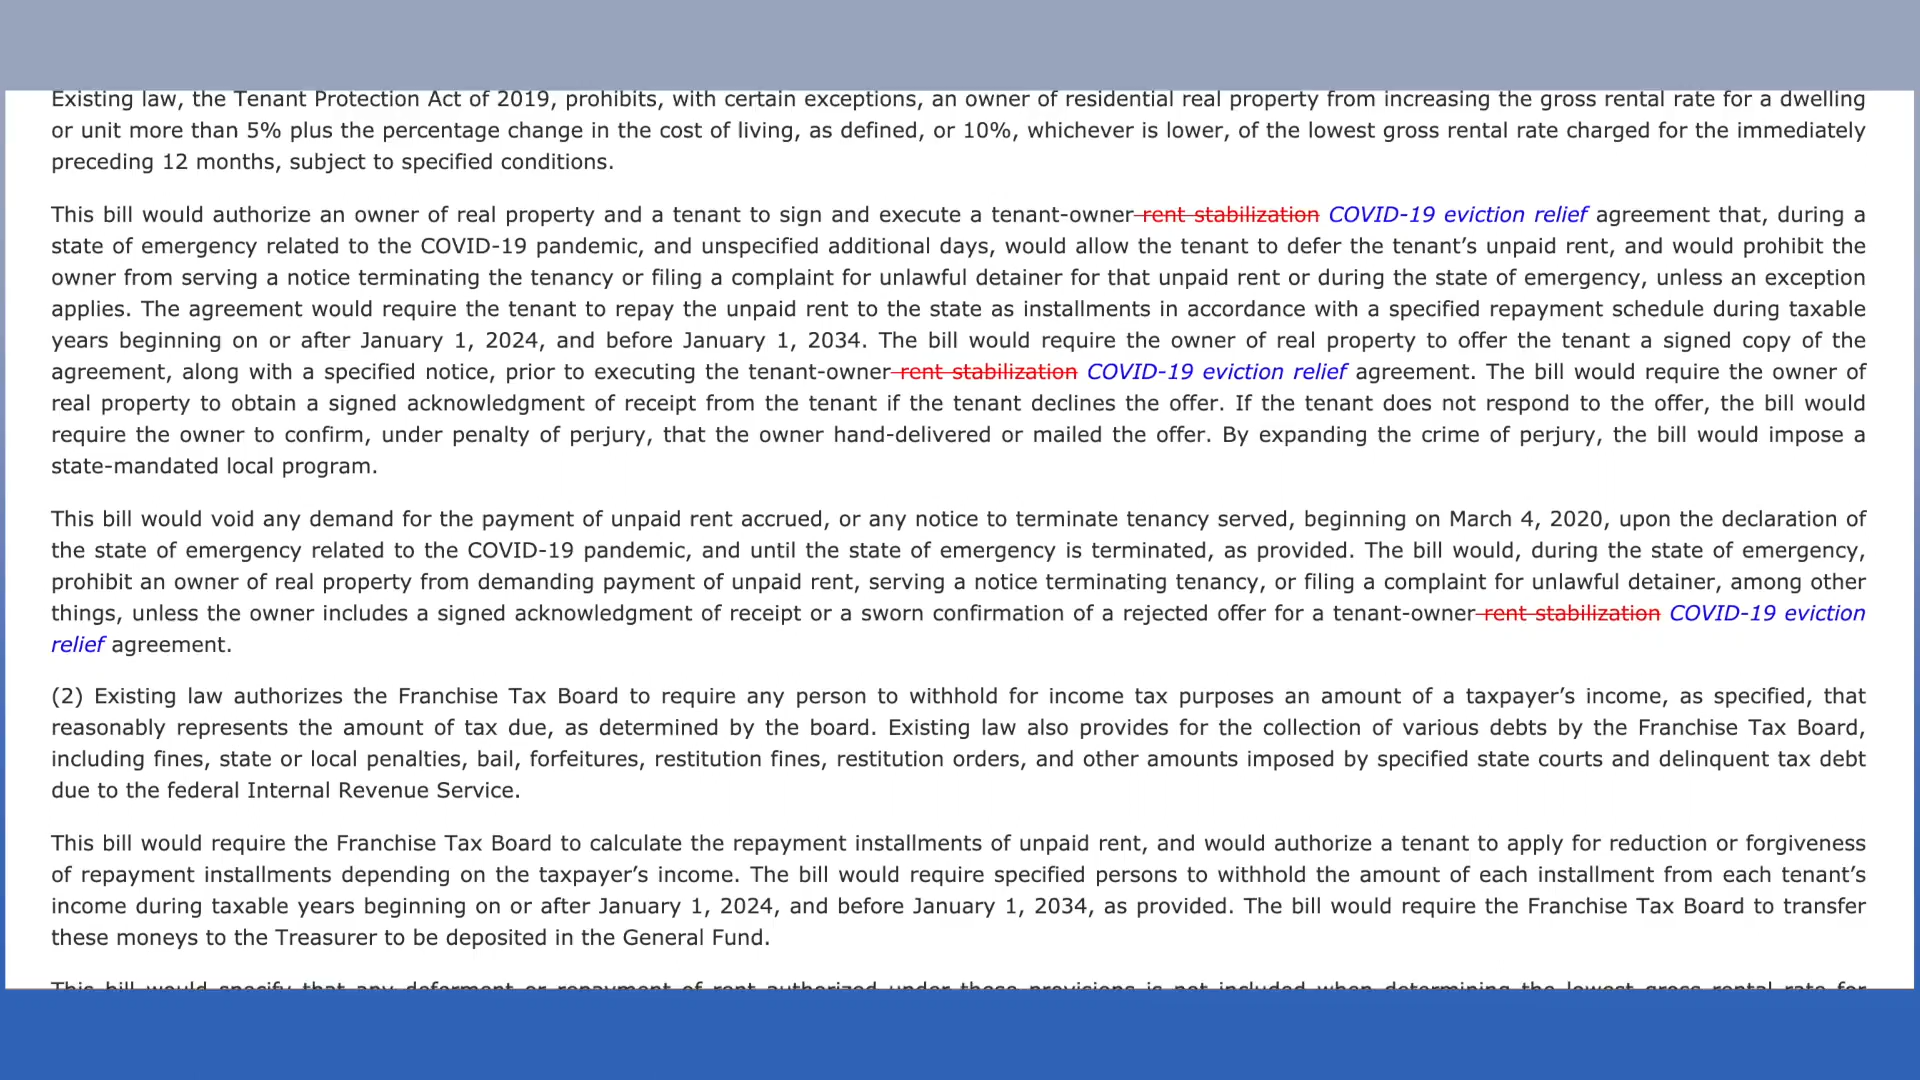 Existing law, the Tenant Protection Act of 2019, prohibits, with certain exceptions, an owner of residential real property from increasing the gross rental rate for a dwelling
or unit more than 5% plus the percentage change in the cost of living, as defined, or 10%, whichever is lower, of the lowest gross rental rate charged for the immediately
preceding 12 months, subject to specified conditions.
This bill would authorize an owner of real property and a tenant to sign and execute a tenant-owner rent stabilization COVID-19 eviction relief agreement that, during a
state of emergency related to the COVID-19 pandemic, and unspecified additional days, would allow the tenant to defer the tenant’s unpaid rent, and would prohibit the
owner from serving a notice terminating the tenancy or filing a complaint for unlawful detainer for that unpaid rent or during the state of emergency, unless an exception
applies. The agreement would require the tenant to repay the unpaid rent to the state as installments in accordance with a specified repayment schedule during taxable
years beginning on or after January 1, 2024, and before January 1, 2034. The bill would require the owner of real property to offer the tenant a signed copy of the
agreement, along with a specified notice, prior to executing the tenant-owner rent stabilization COVID-19 eviction relief agreement. The bill would require the owner of
real property to obtain a signed acknowledgment of receipt from the tenant if the tenant declines the offer. If the tenant does not respond to the offer, the bill would
require the owner to confirm, under penalty of perjury, that the owner hand-delivered or mailed the offer. By expanding the crime of perjury, the bill would impose a
state-mandated local program.
This bill would void any demand for the payment of unpaid rent accrued, or any notice to terminate tenancy served, beginning on March 4, 2020, upon the declaration of
the state of emergency related to the COVID-19 pandemic, and until the state of emergency is terminated, as provided. The bill would, during the state of emergency,
prohibit an owner of real property from demanding payment of unpaid rent, serving a notice terminating tenancy, or filing a complaint for unlawful detainer, among other
things, unless the owner includes a signed acknowledgment of receipt or a sworn confirmation of a rejected offer for a tenant-owner rent stabilization COVID-19 eviction
relief agreement.
(2) Existing law authorizes the Franchise Tax Board to require any person to withhold for income tax purposes an amount of a taxpayer’s income, as specified, that
reasonably represents the amount of tax due, as determined by the board. Existing law also provides for the collection of various debts by the Franchise Tax Board,
including fines, state or local penalties, bail, forfeitures, restitution fines, restitution orders, and other amounts imposed by specified state courts and delinquent tax debt
due to the federal Internal Revenue Service.
This bill would require the Franchise Tax Board to calculate the repayment installments of unpaid rent, and would authorize a tenant to apply for reduction or forgiveness
of repayment installments depending on the taxpayer’s income. The bill would require specified persons to withhold the amount of each installment from each tenant’s
income during taxable years beginning on or after January 1, 2024, and before January 1, 2034, as provided. The bill would require the Franchise Tax Board to transfer
these moneys to the Treasurer to be deposited in the General Fund.
This bill would specify that any deferment or repayment of rent authorized under these provisions is not included when determining the lowest gross rental rate for